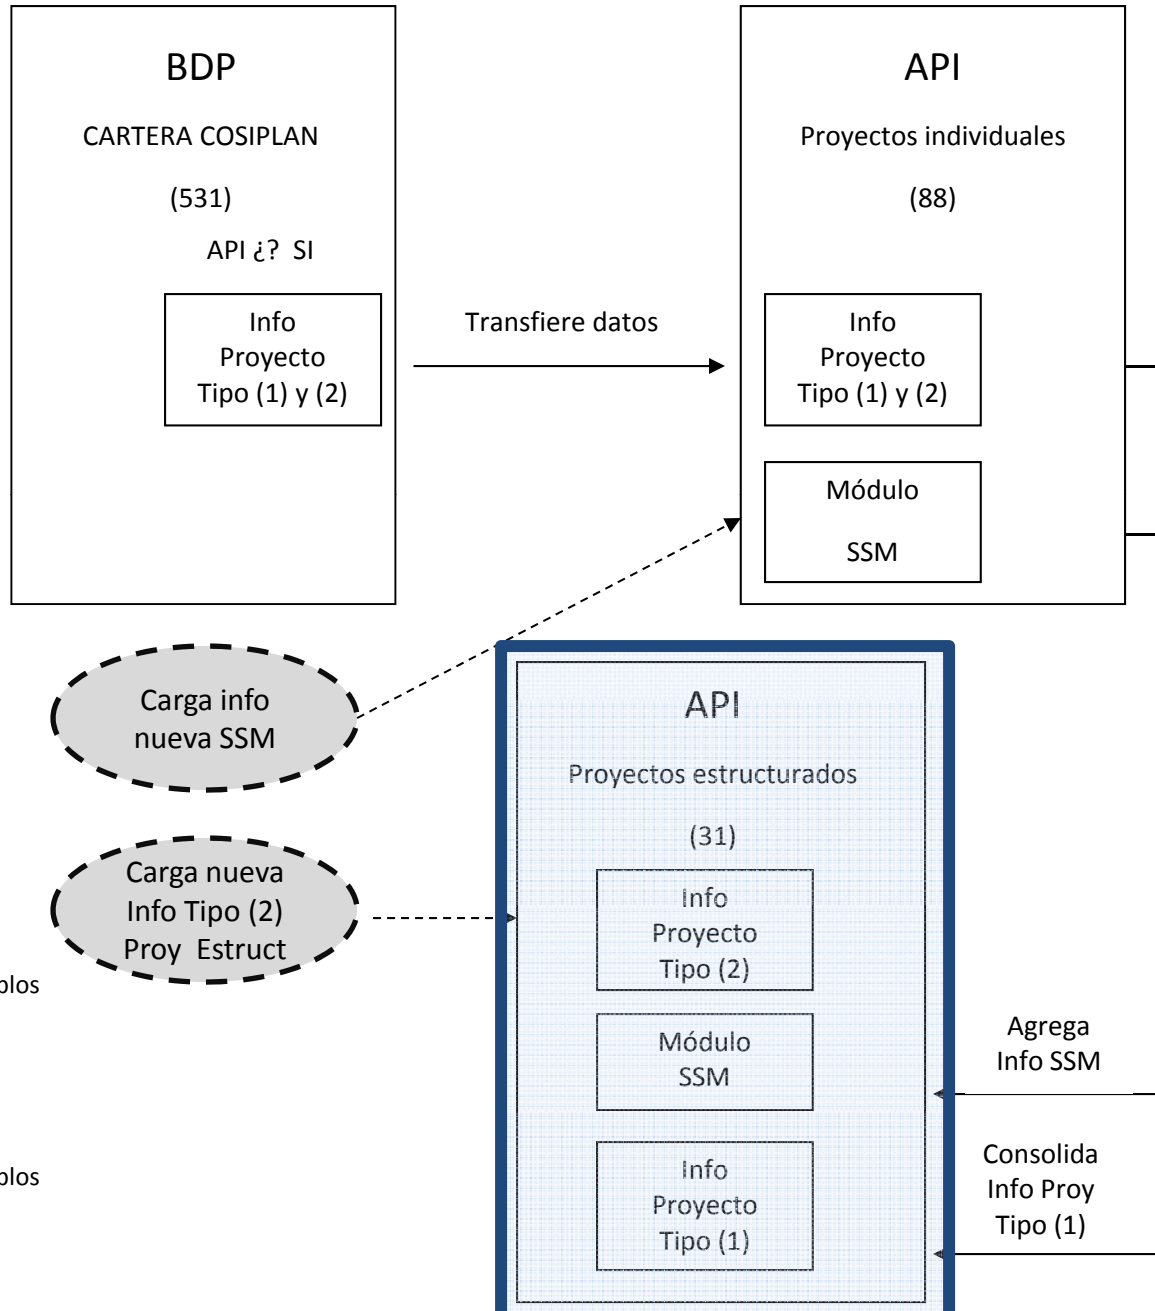 BDP
CARTERA COSIPLAN
(531)
API ¿? SI
Info
Proyecto
Tipo (1) y (2)
Transfiere datos
API
Proyectos individuales
(88)
Info
Proyecto
Tipo (1) y (2)
Módulo
SSM
Carga info
nueva SSM
Carga nueva
Info Tipo (2)
Proy Estruct
API
Proyectos estructurados
(31)
Info
Proyecto
Tipo (2)
Módulo
SSM
Info
Proyecto
Tipo (1)
Agrega
Info SSM
Consolida
Info Proy
Tipo (1)